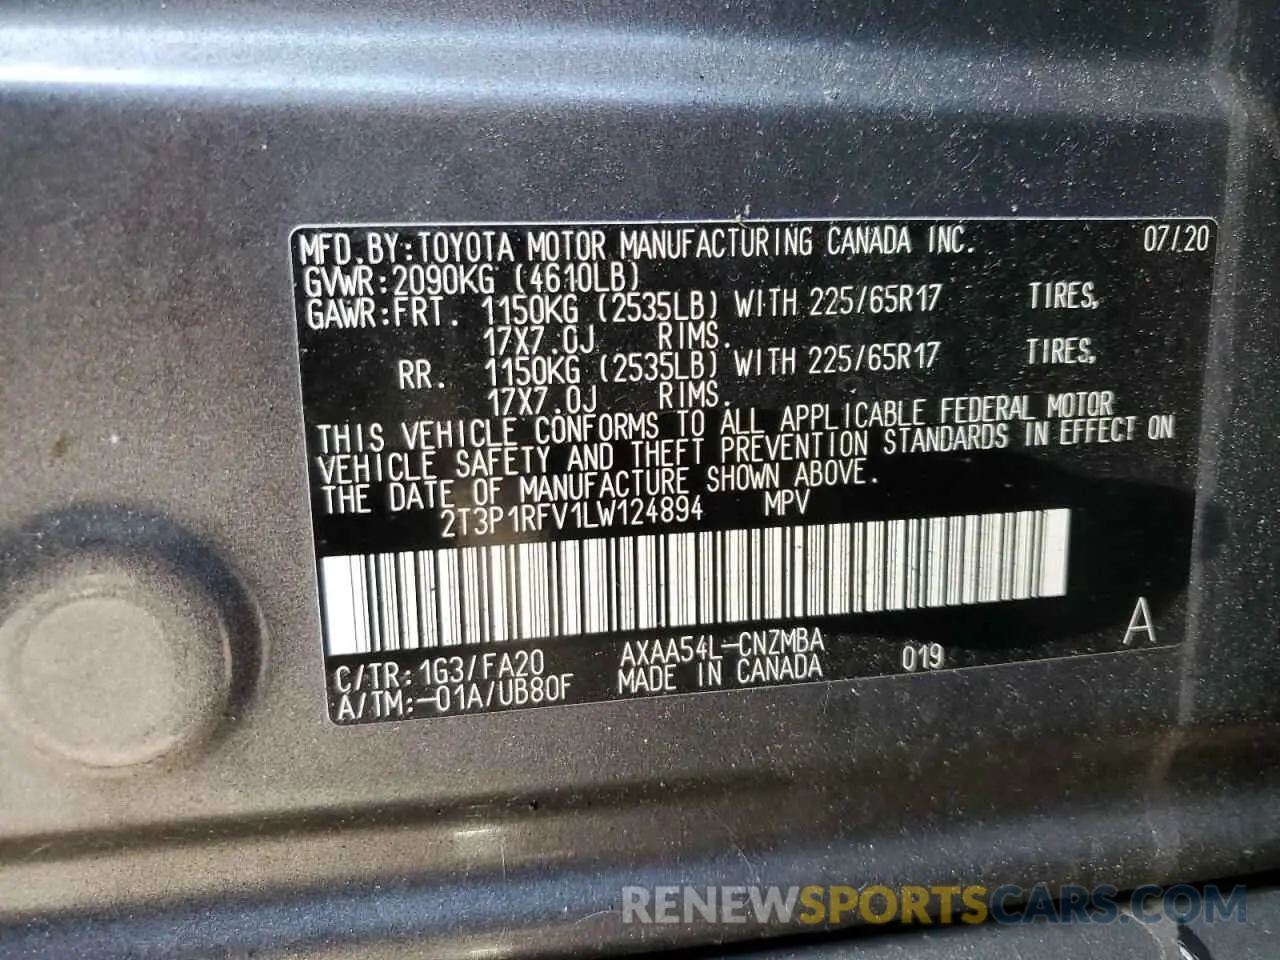 MFD.BY:TOYOTA MOTOR MANUFACTURING CANADA INC. 07/20
GVWR:2090KG (4610LB)
GAWR:FRT. 1150KG (2535LB) WITH 225/65R17 TIRES,
17X7.0J RIMS.
RR. 1150KG (2535LB) WITH 225/65R17 TIRES,
17X7.0J RIMS.
THIS VEHICLE CONFORMS TO ALL APPLICABLE FEDERAL MOTOR
VEHICLE SAFETY AND THEFT PREVENTION STANDARDS IN EFFECT ON
THE DATE OF MANUFACTURE SHOWN ABOVE.
2T3P1RFV1LW124894 MPV
A
C/TR:1G3/FA20 AXAA54L-CNZMBA 019
A/TM:-01A/UB80F MADE IN CANADA
RENEWSPORTSCARS.COM